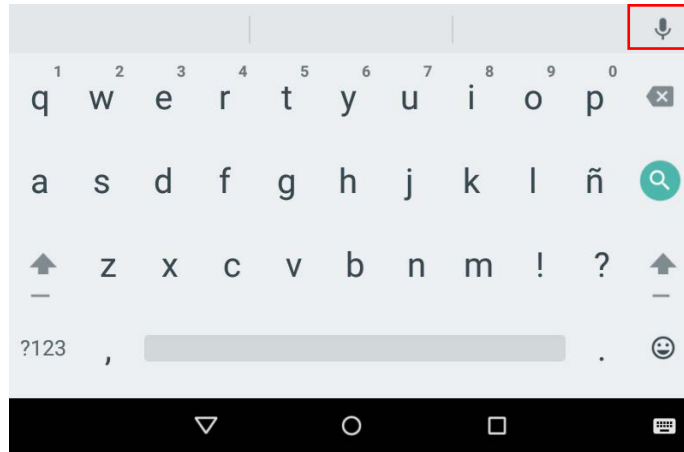 1 2 3 4 5 6 7 8 9 0
q w e r t y u i o p
a s d f g h j k l ñ
z x c v b n m ! ?
?123 , .